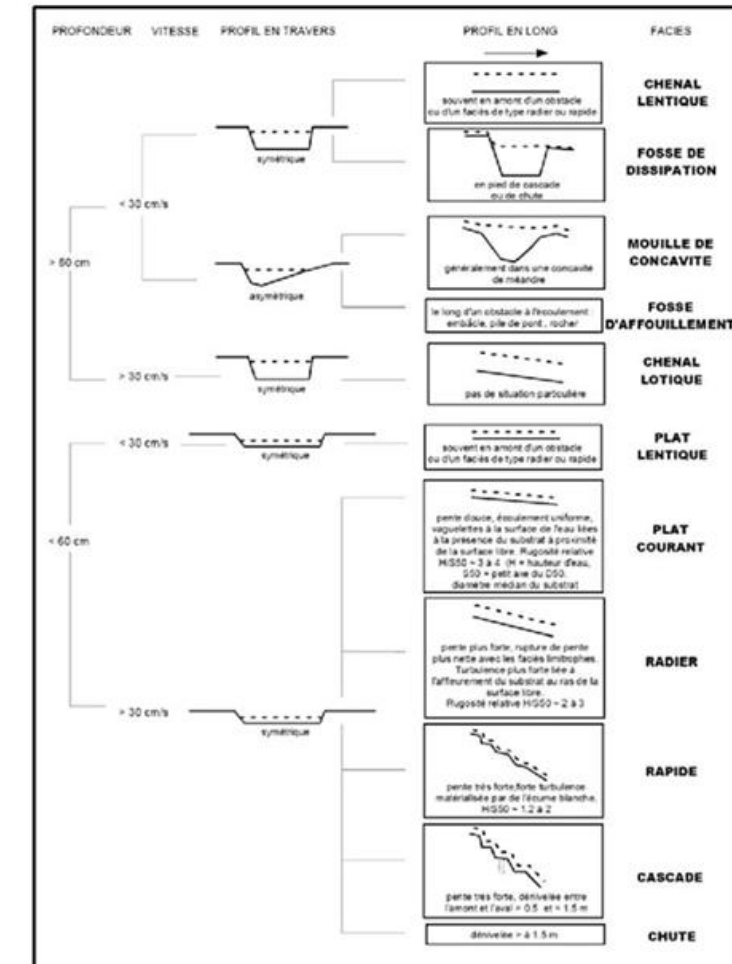 PROFONDEUR VITESSE PROFIL EN TRAVERS PROFIL EN LONG FACIES
souvent en amont d'un obstacle
ou d'un faciès de type radier ou rapide
CHENAL
LENTIQUE
symétrique
en pied de cascade
ou de chute
FOSSE DE
DISSIPATION
< 30 cm/s
généralement dans une concavité
de méandre
MOUILLE DE
CONCAVITE
> 60 cm
asymétrique
le long d'un obstacle à l'écoulement :
embâcle, pile de pont, rocher
FOSSE
D'AFFOUILLEMENT
> 30 cm/s
symétrique
pas de situation particulière
CHENAL
LOTIQUE
< 30 cm/s
symétrique
souvent en amont d'un obstacle
ou d'un faciès de type radier ou rapide
PLAT
LENTIQUE
< 60 cm
pente douce, écoulement uniforme,
vaguelettes à la surface de l'eau liées
à la présence du substrat à proximité
de la surface libre. Rugosité relative
H/S50 ~ 3 à 4 (H = hauteur d'eau,
S50 = petit axe du D50,
diamètre médian du substrat
PLAT
COURANT
pente plus forte, rupture de pente
plus nette avec les faciès limitrophes.
Turbulence plus forte liée à
l'affleurement du substrat au ras de la
surface libre.
Rugosité relative H/S50 ~ 2 à 3
RADIER
> 30 cm/s
symétrique
pente très forte,forte turbulence
matérialisée par de l'écume blanche.
H/S50 ~ 1.2 à 2
RAPIDE
pente très forte, dénivelée entre
l'amont et l'aval > 0.5 et < 1.5 m
CASCADE
dénivelée > à 1.5 m
CHUTE